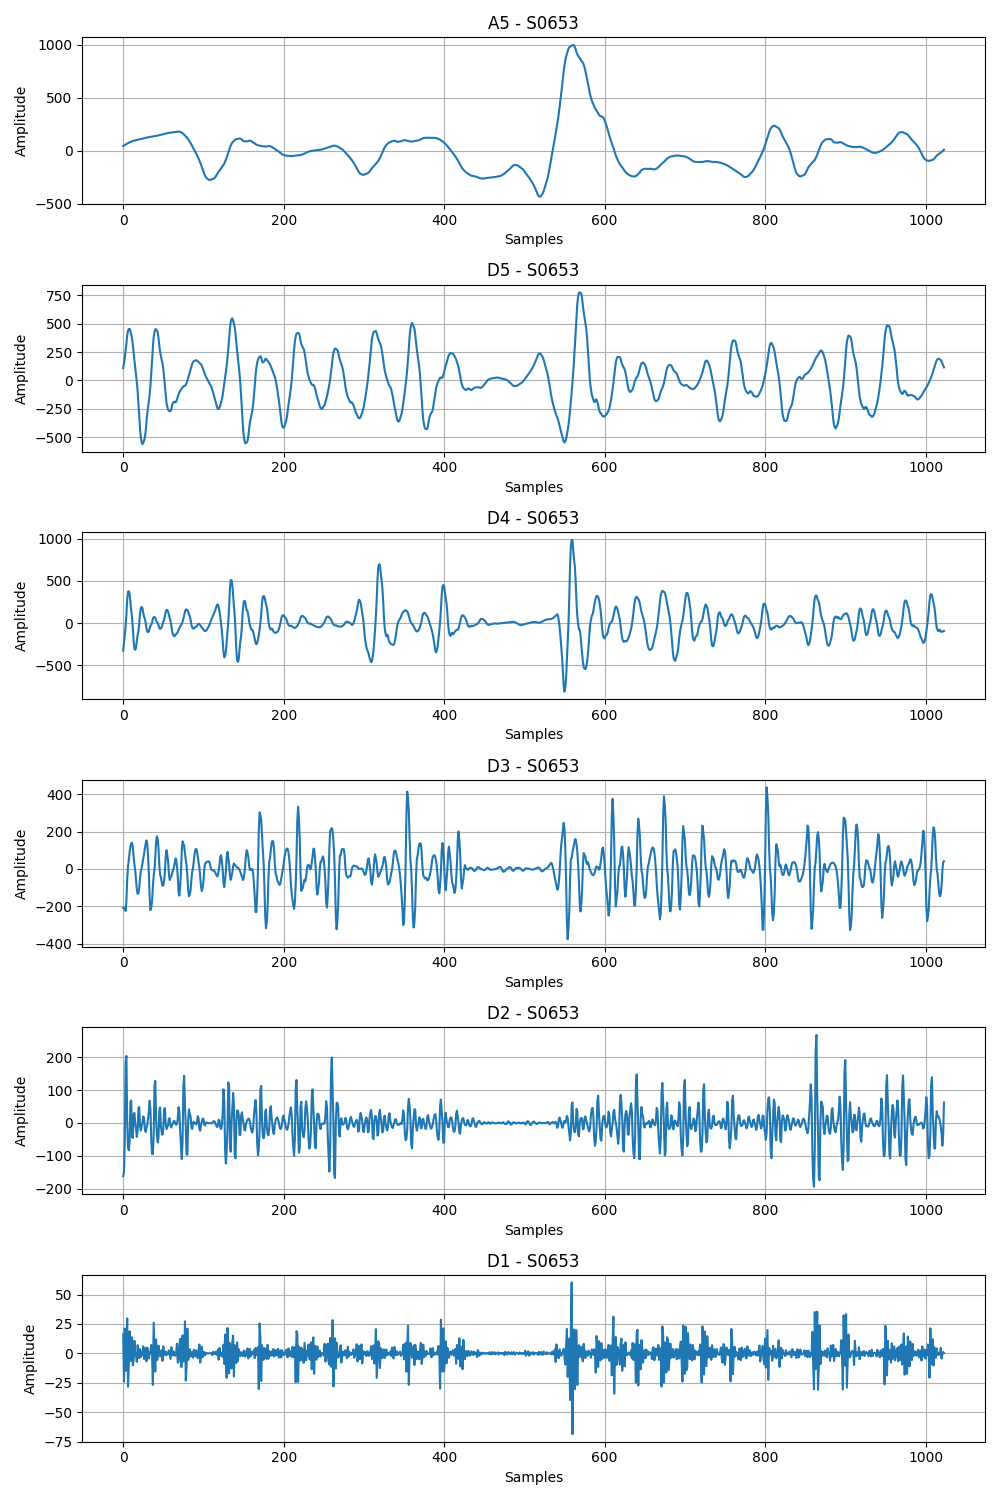 A5 - S0653
1000
500
0
−500
Amplitude
0 200 400 600 800 1000
Samples
D5 - S0653
750
500
250
0
−250
−500
Amplitude
0 200 400 600 800 1000
Samples
D4 - S0653
1000
500
0
−500
Amplitude
0 200 400 600 800 1000
Samples
D3 - S0653
400
200
0
−200
−400
Amplitude
0 200 400 600 800 1000
Samples
D2 - S0653
200
100
0
−100
−200
Amplitude
0 200 400 600 800 1000
Samples
D1 - S0653
50
25
0
−25
−50
−75
Amplitude
0 200 400 600 800 1000
Samples